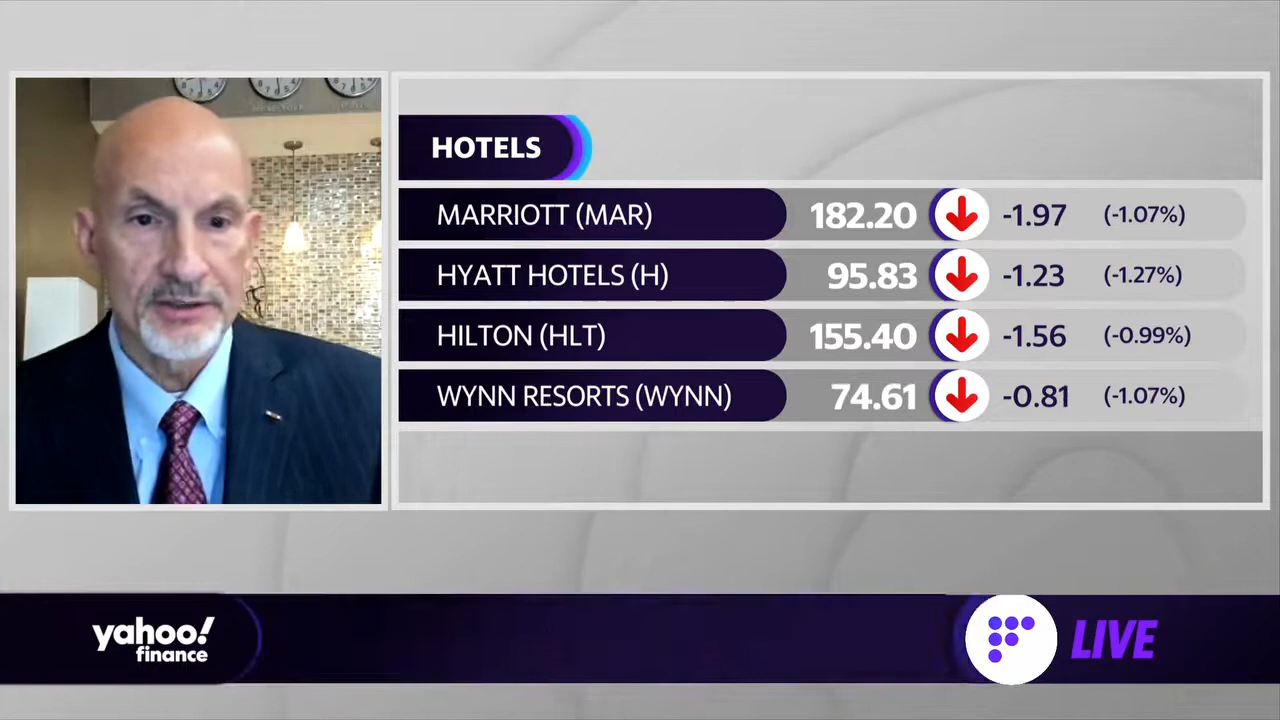 HOTELS
MARRIOTT (MAR) 182.20 -1.97 (-1.07%)
HYATT HOTELS (H) 95.83 -1.23 (-1.27%)
HILTON (HLT) 155.40 -1.56 (-0.99%)
WYNN RESORTS (WYNN) 74.61 -0.81 (-1.07%)
yahoo!
finance
LIVE